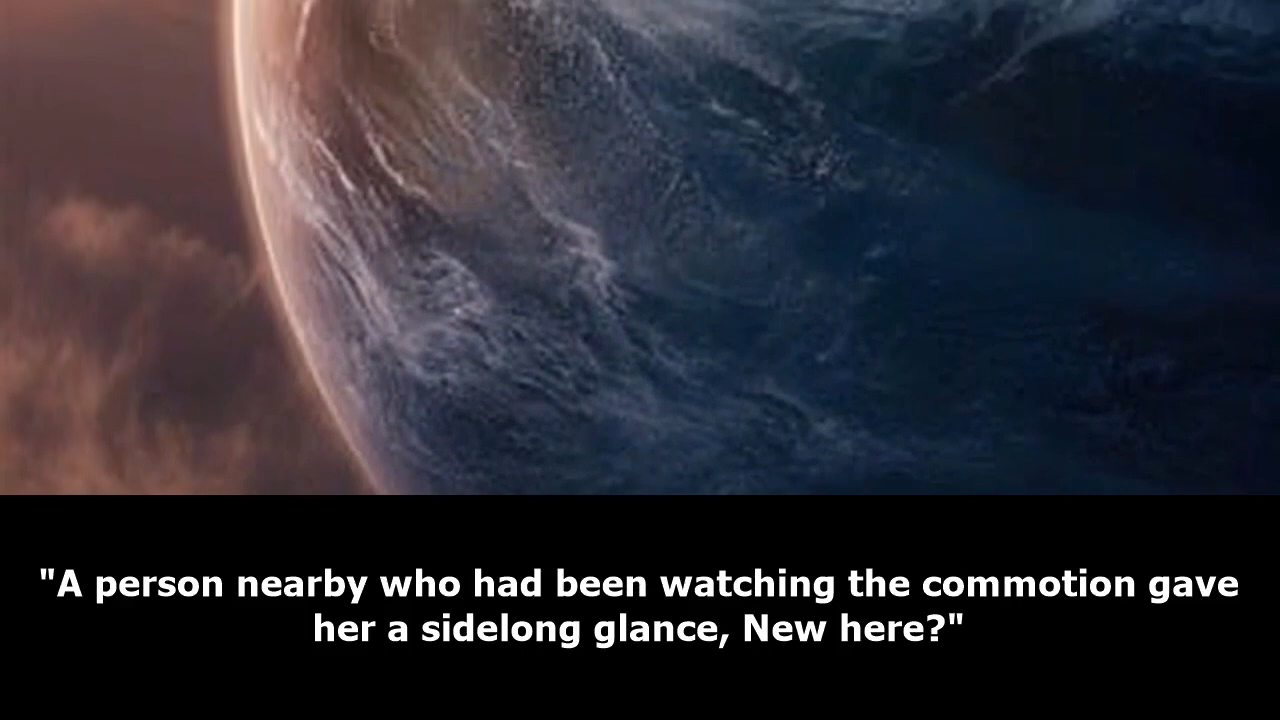 "A person nearby who had been watching the commotion gave
her a sidelong glance, New here?"